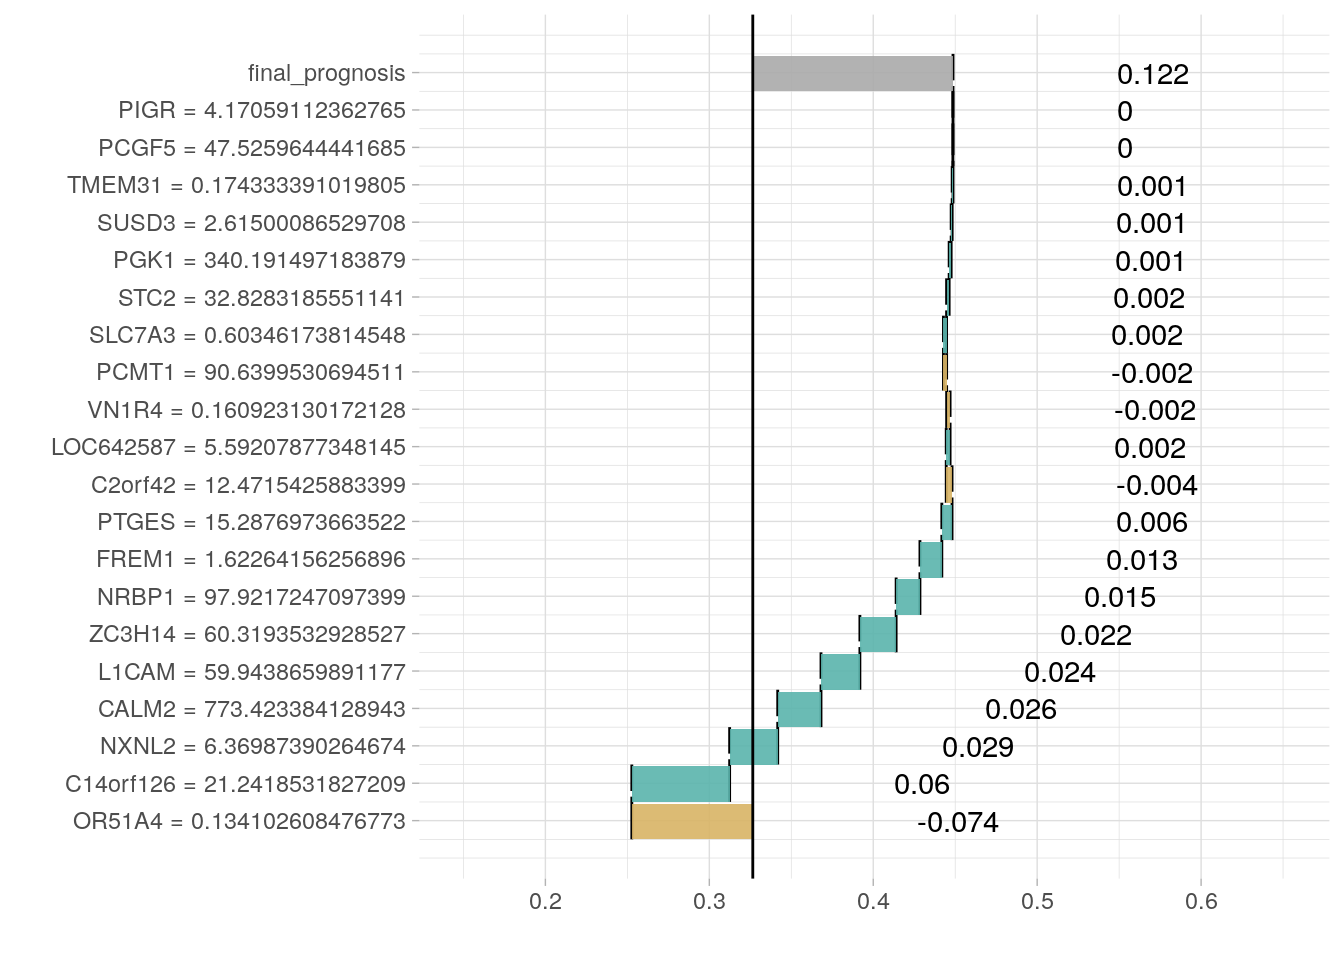 final_prognosis 0.122
PIGR = 4.17059112362765 0
PCGF5 = 47.5259644441685 0
TMEM31 = 0.174333391019805 0.001
SUSD3 = 2.61500086529708 0.001
PGK1 = 340.191497183879 0.001
STC2 = 32.8283185551141 0.002
SLC7A3 = 0.60346173814548 0.002
PCMT1 = 90.6399530694511 -0.002
VN1R4 = 0.160923130172128 -0.002
LOC642587 = 5.59207877348145 0.002
C2orf42 = 12.4715425883399 -0.004
PTGES = 15.2876973663522 0.006
FREM1 = 1.62264156256896 0.013
NRBP1 = 97.9217247097399 0.015
ZC3H14 = 60.3193532928527 0.022
L1CAM = 59.9438659891177 0.024
CALM2 = 773.423384128943 0.026
NXNL2 = 6.36987390264674 0.029
C14orf126 = 21.2418531827209 0.06
OR51A4 = 0.134102608476773 -0.074
0.2 0.3 0.4 0.5 0.6